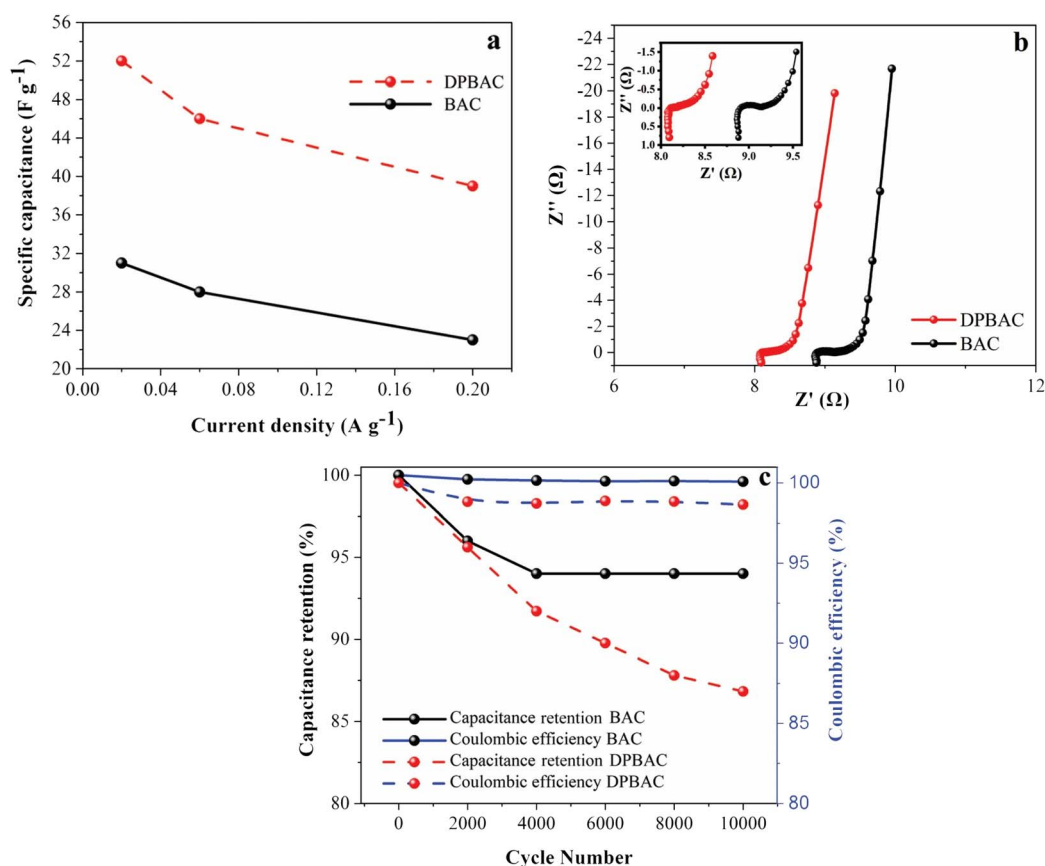 a
56
52
48
44
40
36
32
28
24
20
Specific capacitance (F g-1)
DPBAC
BAC
0.00 0.04 0.08 0.12 0.16 0.20
Current density (A g-1)
b
-24
-22
-20
-18
-16
-14
-12
-10
-8
-6
-4
-2
0
Z'' (Ω)
-1.5
-1.0
-0.5
0.0
0.5
1.0
Z'' (Ω)
8.0 8.5 9.0 9.5
Z' (Ω)
DPBAC
BAC
6 8 10 12
Z' (Ω)
c
100
95
90
85
80
Capacitance retention (%)
Capacitance retention BAC
Coulombic efficiency BAC
Capacitance retention DPBAC
Coulombic efficiency DPBAC
100
95
90
85
80
Coulombic efficiency (%)
0 2000 4000 6000 8000 10000
Cycle Number